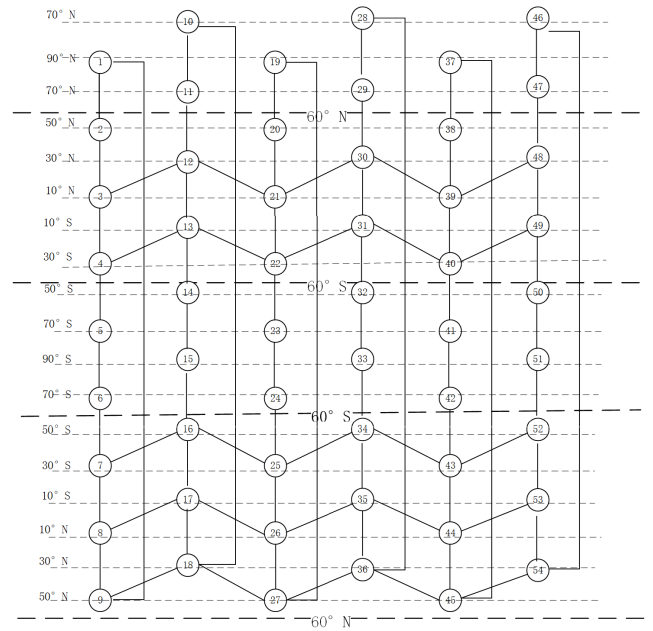 70° N 10 28 46
90° N 1 19 37
70° N 11 29 47
60° N
50° N 2 20 38
30° N 12 30 48
10° N 3 21 39
10° S 13 31 49
30° S 4 22 40
60° S
50° S 14 32 50
70° S 5 23 41
90° S 15 33 51
70° S 6 24 42
60° S
50° S 16 34 52
30° S 7 25 43
10° S 17 35 53
10° N 8 26 44
30° N 18 36 54
50° N 9 27 45
60° N